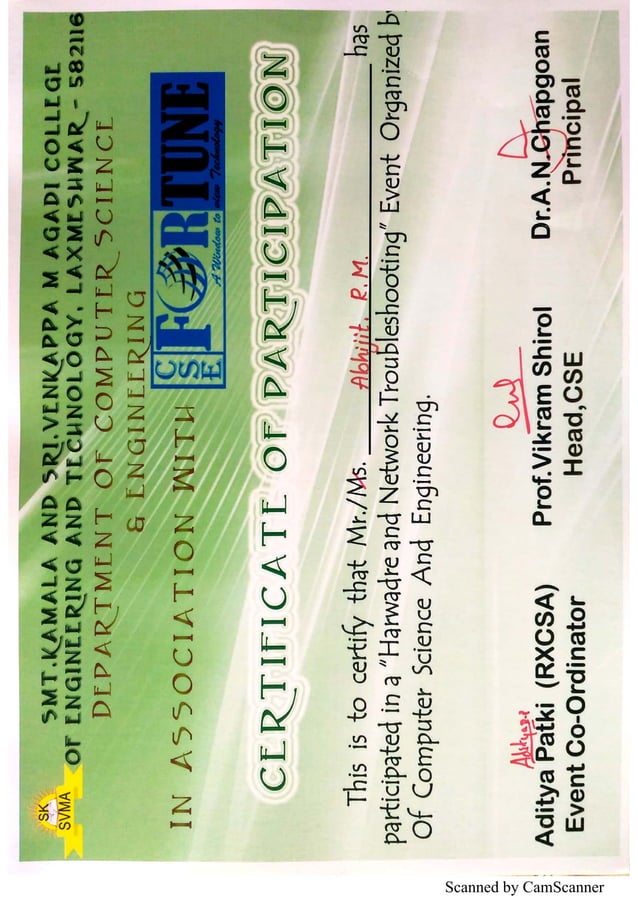 SK
SVMA
SMT.KAMALA AND SRI.VENKAPPA M AGADI COLLEGE
OF ENGINEERING AND TECHNOLOGY, LAXMESHWAR - 582116
DEPARTMENT OF COMPUTER SCIENCE
& ENGINEERING
IN ASSOCIATION WITH
CSE
FORTUNE
A Window to view Technology
CERTIFICATE OF PARTICIPATION
This is to certify that Mr./Ms. Abhijit. R.M. has
participated in a "Harwadre and Network Troubleshooting" Event Organized by
Of Computer Science And Engineering.
Aditya Patki (RXCSA)
Event Co-Ordinator
Prof.Vikram Shirol
Head,CSE
Dr.A.N.Chapgoan
Principal
Scanned by CamScanner